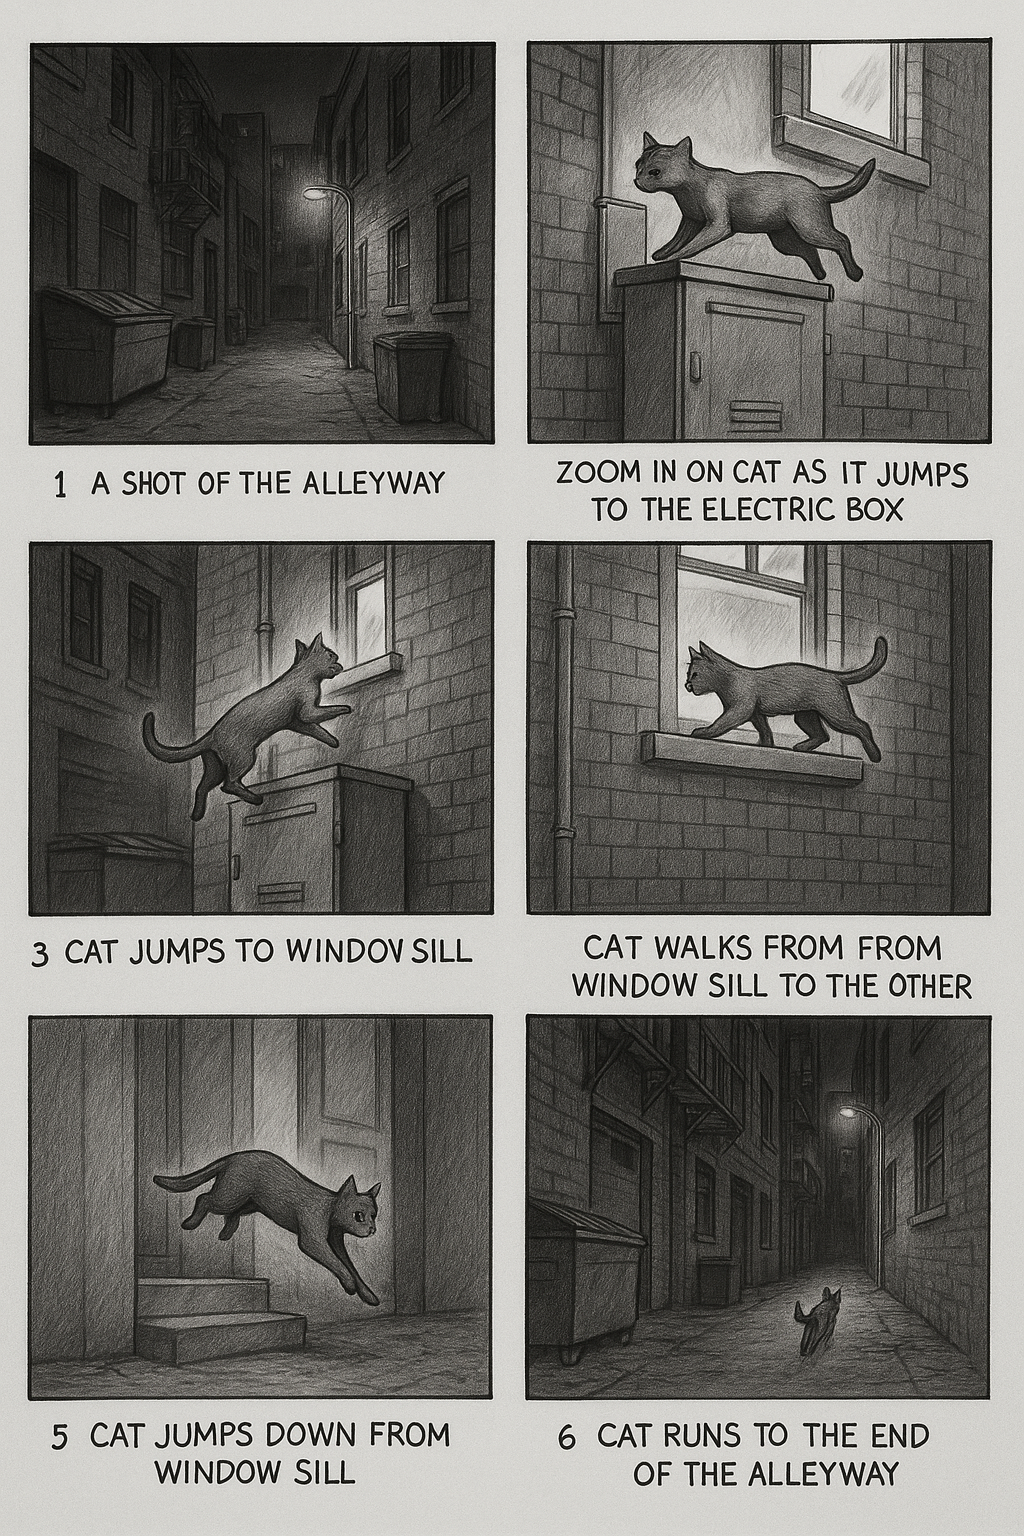 1 A SHOT OF THE ALLEYWAY
ZOOM IN ON CAT AS IT JUMPS
TO THE ELECTRIC BOX
3 CAT JUMPS TO WINDOV SILL
CAT WALKS FROM FROM
WINDOW SILL TO THE OTHER
5 CAT JUMPS DOWN FROM
WINDOW SILL
6 CAT RUNS TO THE END
OF THE ALLEYWAY